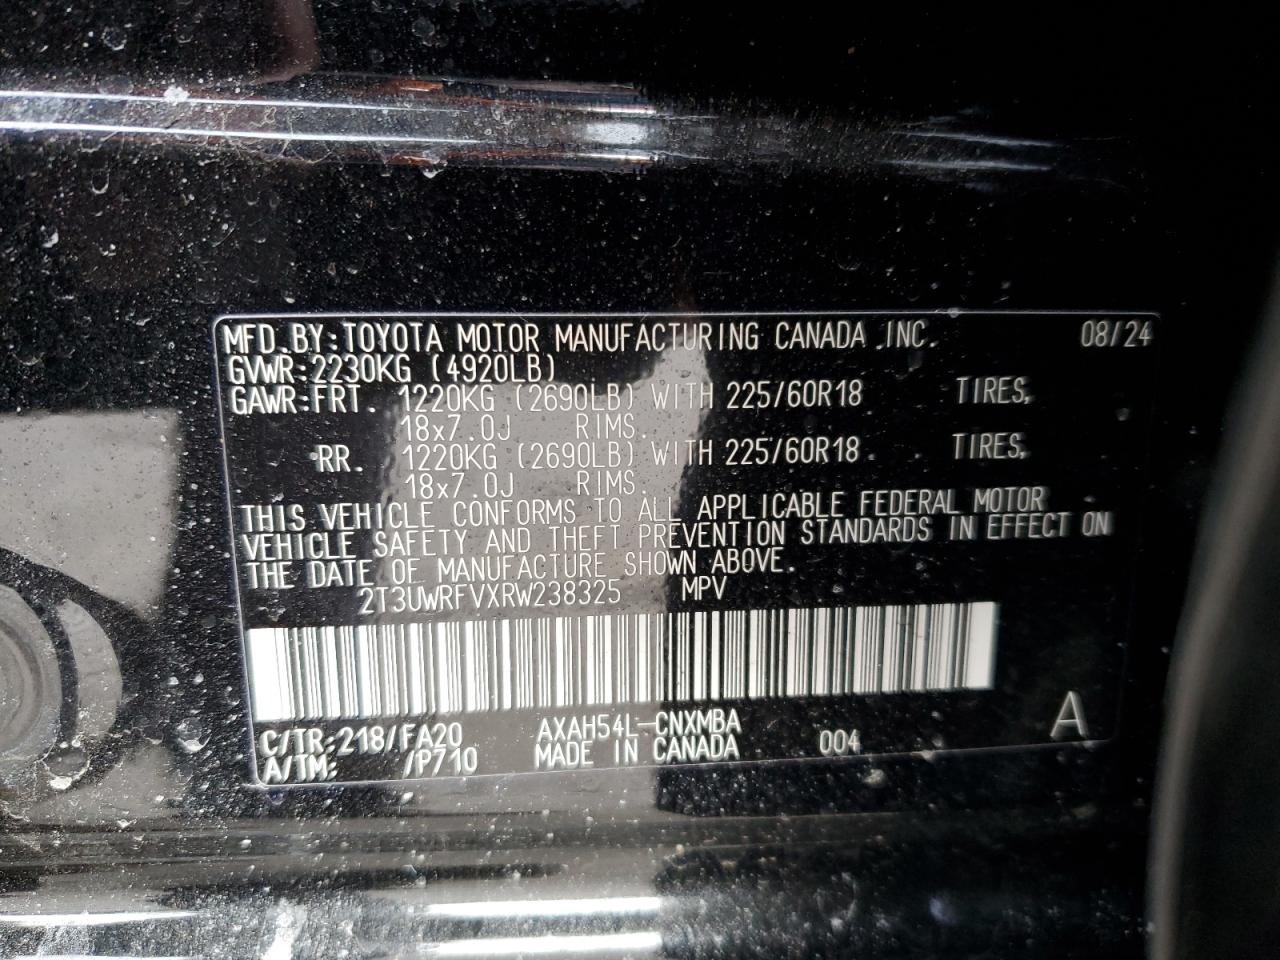 MFD.BY:TOYOTA MOTOR MANUFACTURING CANADA INC. 08/24
GVWR:2230KG (4920LB)
GAWR:FRT. 1220KG (2690LB) WITH 225/60R18 TIRES,
18x7.0J RIMS.
RR. 1220KG (2690LB) WITH 225/60R18 TIRES,
18x7.0J RIMS.
THIS VEHICLE CONFORMS TO ALL APPLICABLE FEDERAL MOTOR
VEHICLE SAFETY AND THEFT PREVENTION STANDARDS IN EFFECT ON
THE DATE OF MANUFACTURE SHOWN ABOVE.
2T3UWRFVXRW238325 MPV
C/TR:218/FA20 AXAH54L-CNXMBA A
A/TM: /P710 MADE IN CANADA 004